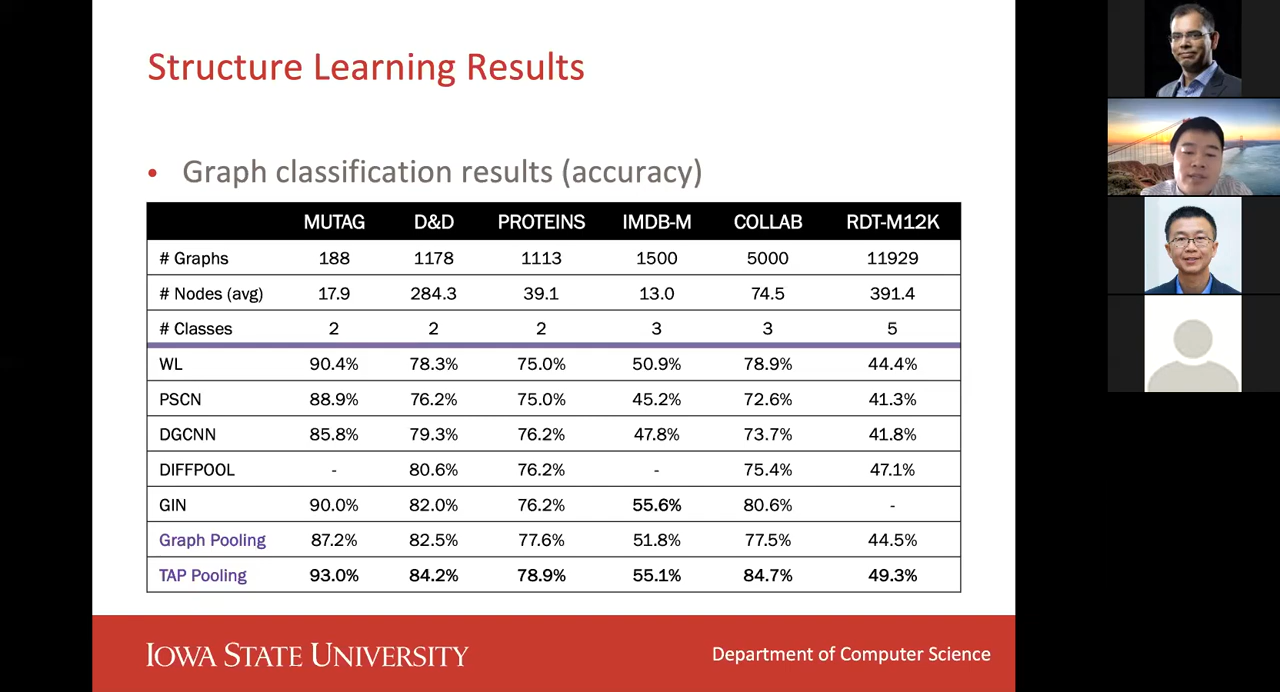 Structure Learning Results
• Graph classification results (accuracy)
MUTAG D&D PROTEINS IMDB-M COLLAB RDT-M12K
# Graphs 188 1178 1113 1500 5000 11929
# Nodes (avg) 17.9 284.3 39.1 13.0 74.5 391.4
# Classes 2 2 2 3 3 5
WL 90.4% 78.3% 75.0% 50.9% 78.9% 44.4%
PSCN 88.9% 76.2% 75.0% 45.2% 72.6% 41.3%
DGCNN 85.8% 79.3% 76.2% 47.8% 73.7% 41.8%
DIFFPOOL - 80.6% 76.2% - 75.4% 47.1%
GIN 90.0% 82.0% 76.2% 55.6% 80.6% -
Graph Pooling 87.2% 82.5% 77.6% 51.8% 77.5% 44.5%
TAP Pooling 93.0% 84.2% 78.9% 55.1% 84.7% 49.3%
IOWA STATE UNIVERSITY
Department of Computer Science